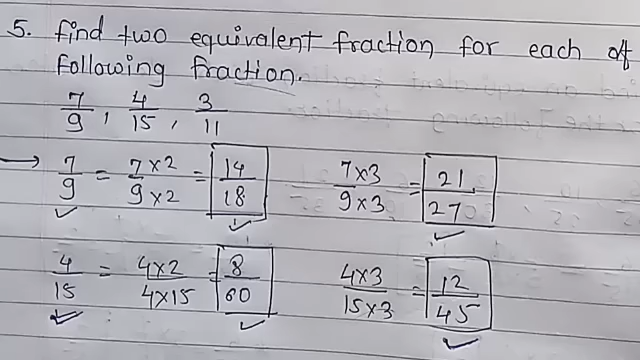 5. Find two equivalent fraction for each of
following fraction.
7/9, 4/15, 3/11
→ 7/9 = 7×2/9×2 = 14/18 7×3/9×3 = 21/27
4/15 = 4×2/4×15 = 8/60 4×3/15×3 = 12/45